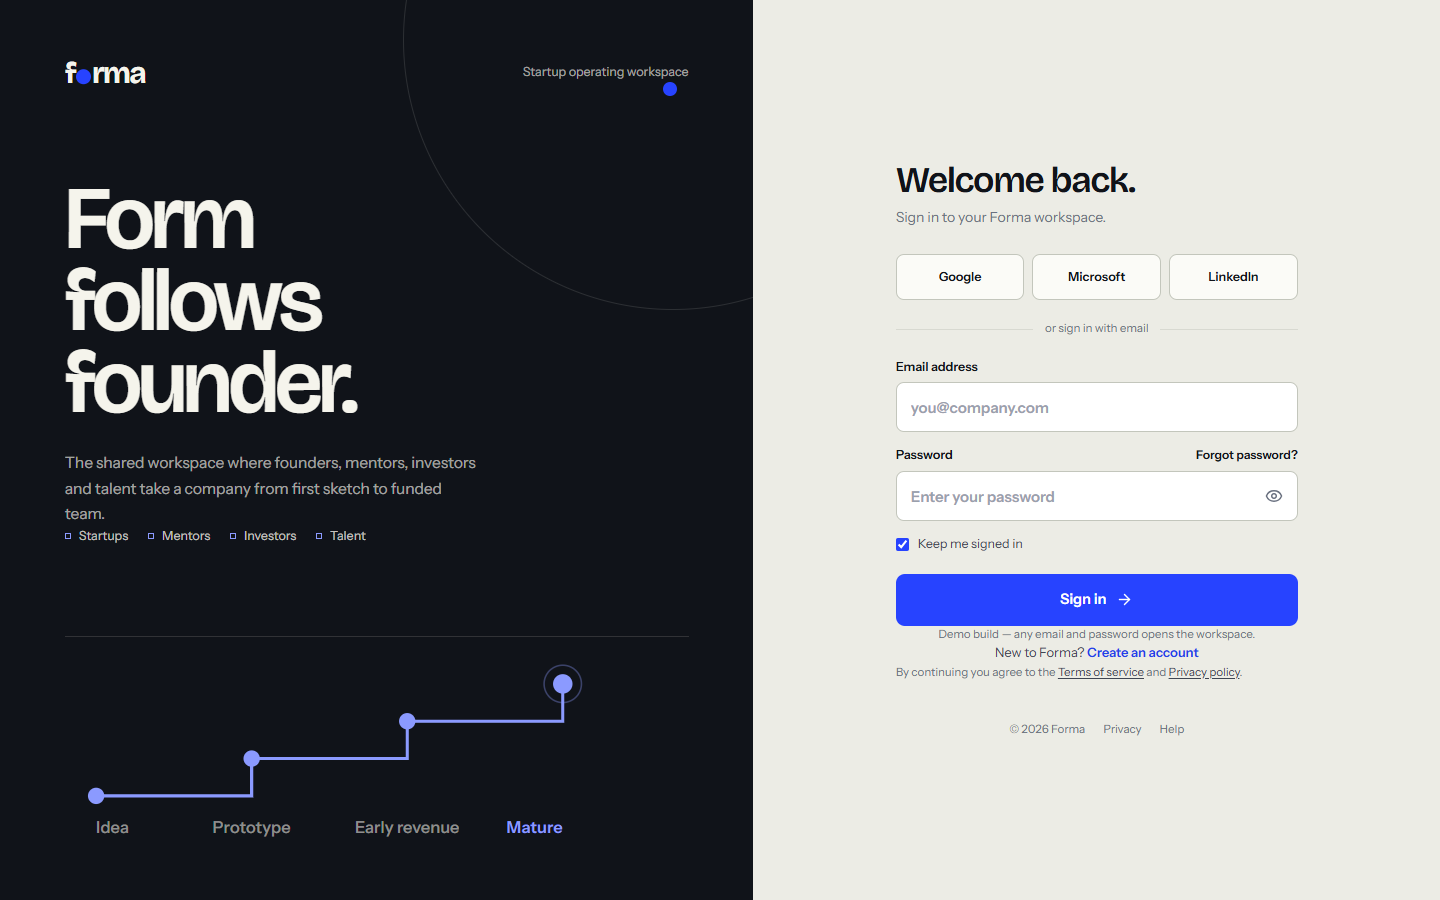 forma
Startup operating workspace
Form
follows
founder.
The shared workspace where founders, mentors, investors
and talent take a company from first sketch to funded
team.
Startups Mentors Investors Talent
Idea Prototype Early revenue Mature
Welcome back.
Sign in to your Forma workspace.
Google Microsoft LinkedIn
or sign in with email
Email address
you@company.com
Password Forgot password?
Enter your password
Keep me signed in
Sign in →
Demo build — any email and password opens the workspace.
New to Forma? Create an account
By continuing you agree to the Terms of service and Privacy policy.
© 2026 Forma Privacy Help